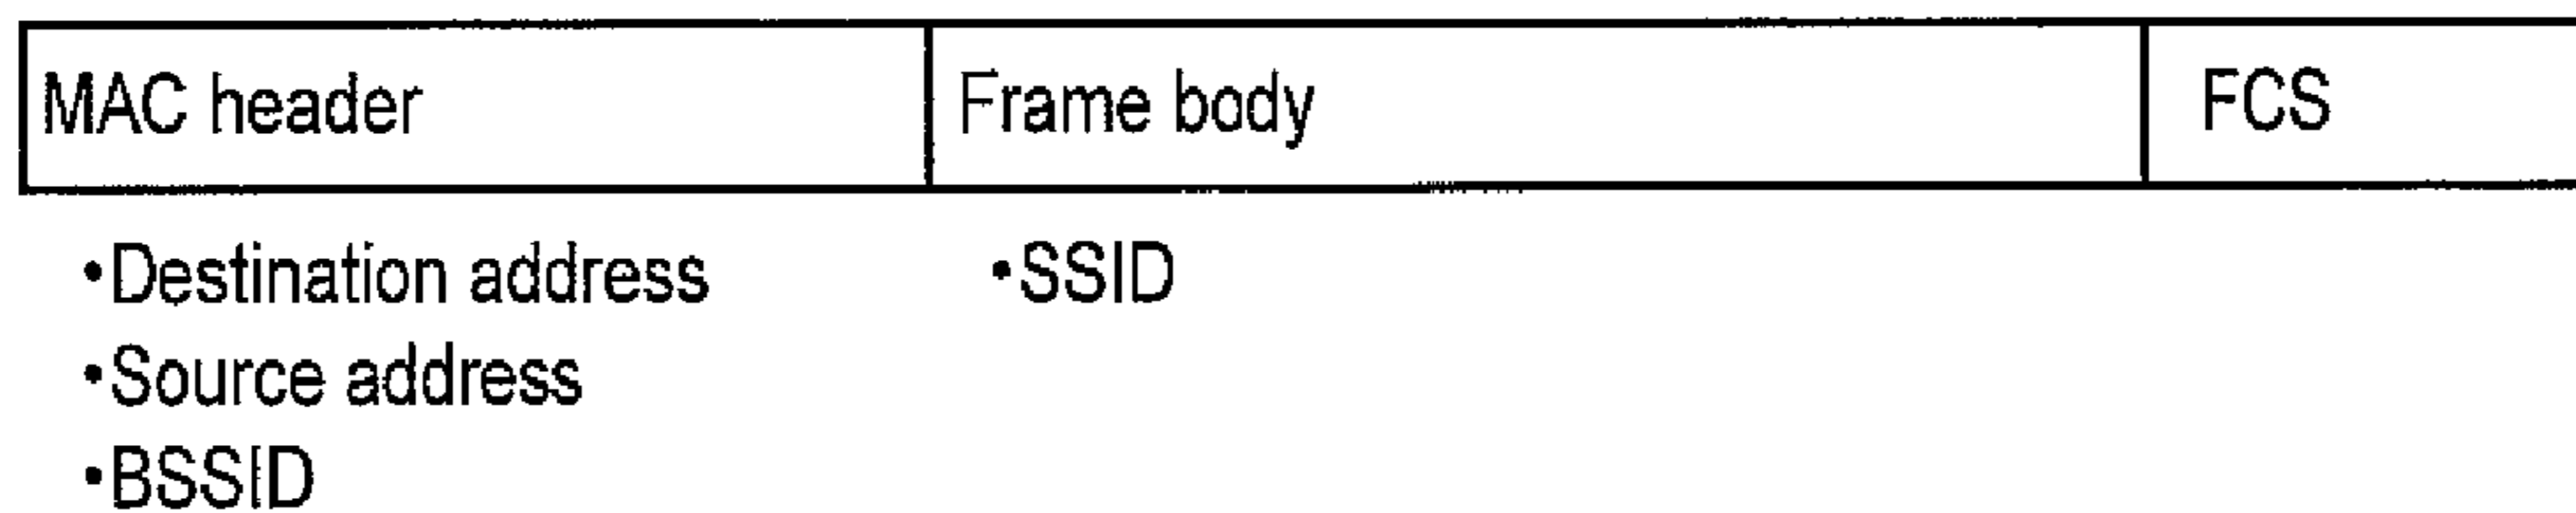 MAC header
Frame body
FCS
•Destination address
•Source address
•BSSID
•SSID